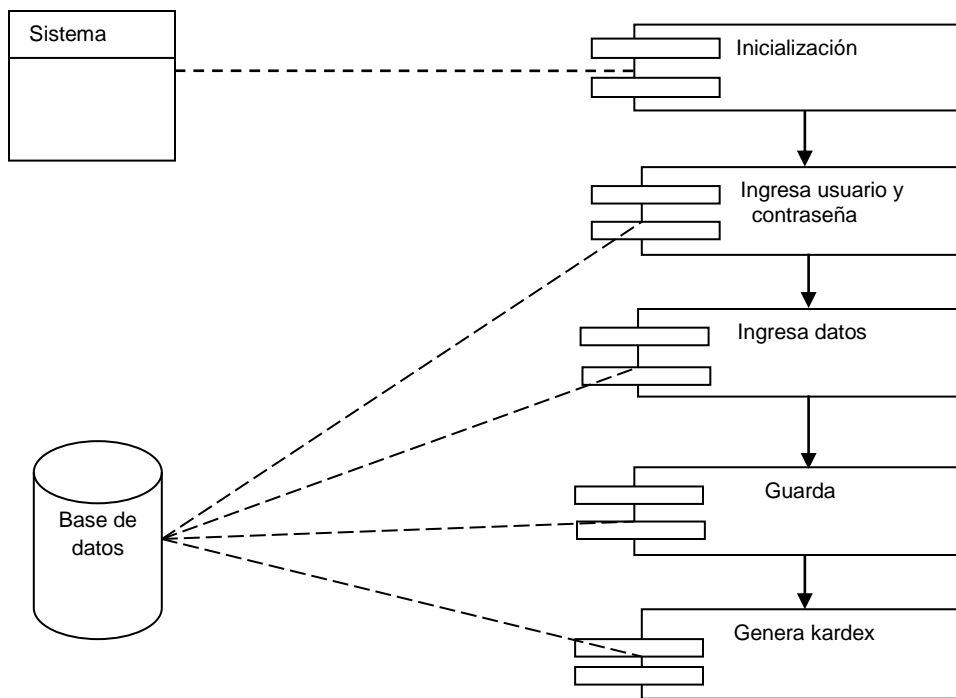 Sistema
Inicialización
Ingresa usuario y
contraseña
Ingresa datos
Base de
datos
Guarda
Genera kardex